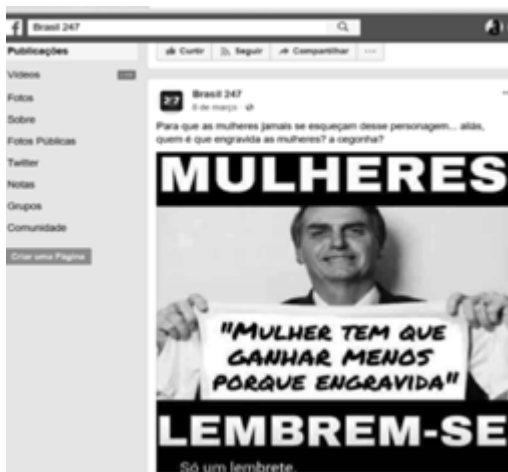 Brasil 247
Publicações
Curtir Seguir Compartilhar
Vídeos
Fotos
Sobre
Fotos Públicas
Twitter
Notas
Grupos
Comunidade
Criar uma Página
247
Brasil 247
8 de março
Para que as mulheres jamais se esqueçam desse personagem... aliás,
quem é que engravida as mulheres? a cegonha?
MULHERES
"MULHER TEM QUE
GANHAR MENOS
PORQUE ENGRAVIDA"
LEMBREM-SE
Só um lembrete.